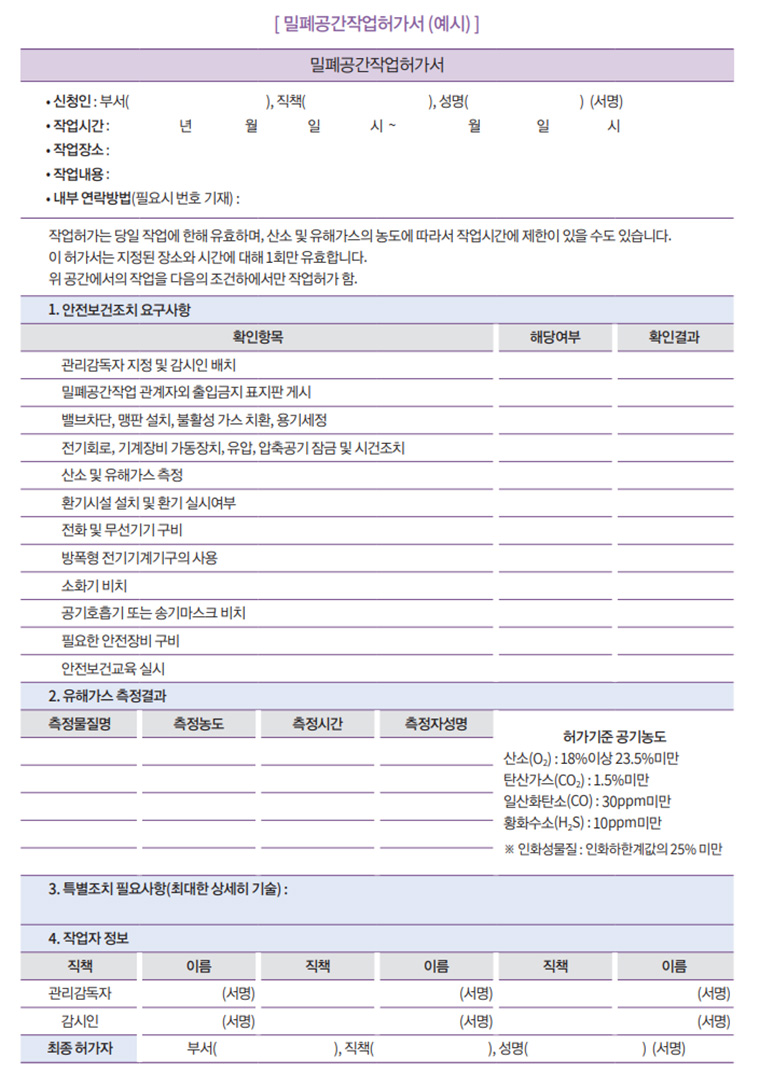 [ 밀폐공간작업허가서 (예시) ]
밀폐공간작업허가서
• 신청인 : 부서( ), 직책( ), 성명( ) (서명)
• 작업시간 : 년 월 일 시 ~ 월 일 시
• 작업장소 :
• 작업내용 :
• 내부 연락방법(필요시 번호 기재) :
작업허가는 당일 작업에 한해 유효하며, 산소 및 유해가스의 농도에 따라서 작업시간에 제한이 있을 수도 있습니다.
이 허가서는 지정된 장소와 시간에 대해 1회만 유효합니다.
위 공간에서의 작업을 다음의 조건하에서만 작업허가 함.
1. 안전보건조치 요구사항
확인항목 해당여부 확인결과
관리감독자 지정 및 감시인 배치
밀폐공간작업 관계자외 출입금지 표지판 게시
밸브차단, 맹판 설치, 불활성 가스 치환, 용기세정
전기회로, 기계장비 가동장치, 유압, 압축공기 잠금 및 시건조치
산소 및 유해가스 측정
환기시설 설치 및 환기 실시여부
전화 및 무선기기 구비
방폭형 전기기계기구의 사용
소화기 비치
공기호흡기 또는 송기마스크 비치
필요한 안전장비 구비
안전보건교육 실시
2. 유해가스 측정결과
측정물질명 측정농도 측정시간 측정자성명
허가기준 공기농도
산소(O₂) : 18%이상 23.5%미만
탄산가스(CO₂) : 1.5%미만
일산화탄소(CO) : 30ppm미만
황화수소(H₂S) : 10ppm미만
※ 인화성물질 : 인화하한계값의 25% 미만
3. 특별조치 필요사항(최대한 상세히 기술) :
4. 작업자 정보
직책 이름 직책 이름 직책 이름
관리감독자 (서명) (서명) (서명)
감시인 (서명) (서명) (서명)
최종 허가자 부서( ), 직책( ), 성명( ) (서명)